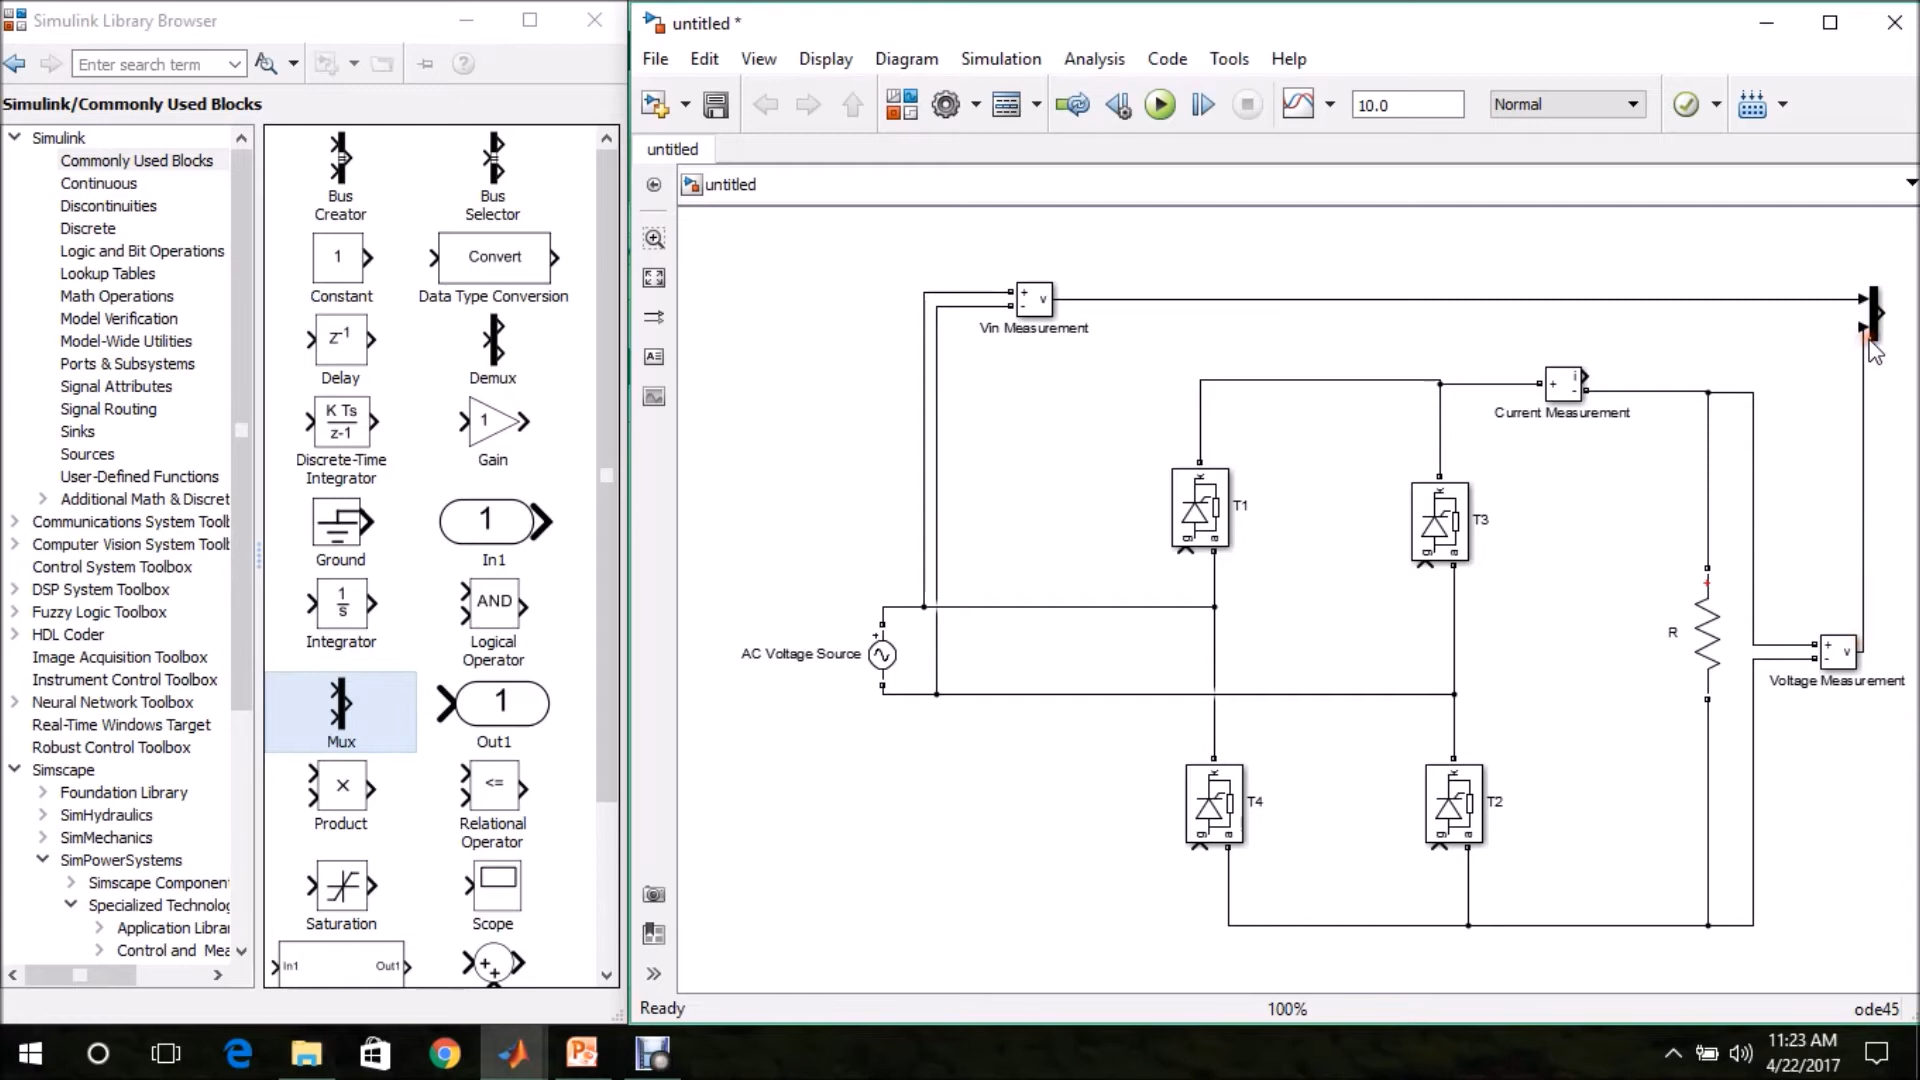 Simulink Library Browser
Enter search term
Simulink/Commonly Used Blocks
Simulink
Commonly Used Blocks
Continuous
Discontinuities
Discrete
Logic and Bit Operations
Lookup Tables
Math Operations
Model Verification
Model-Wide Utilities
Ports & Subsystems
Signal Attributes
Signal Routing
Sinks
Sources
User-Defined Functions
Additional Math & Discret
Communications System Toolb
Computer Vision System Toolb
Control System Toolbox
DSP System Toolbox
Fuzzy Logic Toolbox
HDL Coder
Image Acquisition Toolbox
Instrument Control Toolbox
Neural Network Toolbox
Real-Time Windows Target
Robust Control Toolbox
Simscape
Foundation Library
SimHydraulics
SimMechanics
SimPowerSystems
Simscape Component
Specialized Technolog
Application Librar
Control and Mea
Bus
Creator
Bus
Selector
1
Constant
Convert
Data Type Conversion
z-1
Delay
Demux
K Ts
z-1
Discrete-Time
Integrator
1
Gain
Ground
1
In1
1
s
Integrator
AND
Logical
Operator
Mux
1
Out1
×
Product
<=
Relational
Operator
Saturation
Scope
In1 Out1
+
+
untitled *
File Edit View Display Diagram Simulation Analysis Code Tools Help
10.0
Normal
untitled
untitled
+
- v
Vin Measurement
+ i
-
Current Measurement
k
g a
T1
k
g a
T3
+
AC Voltage Source
+
R
+
- v
Voltage Measurement
k
g a
T4
k
g a
T2
Ready
100%
ode45
11:23 AM
4/22/2017